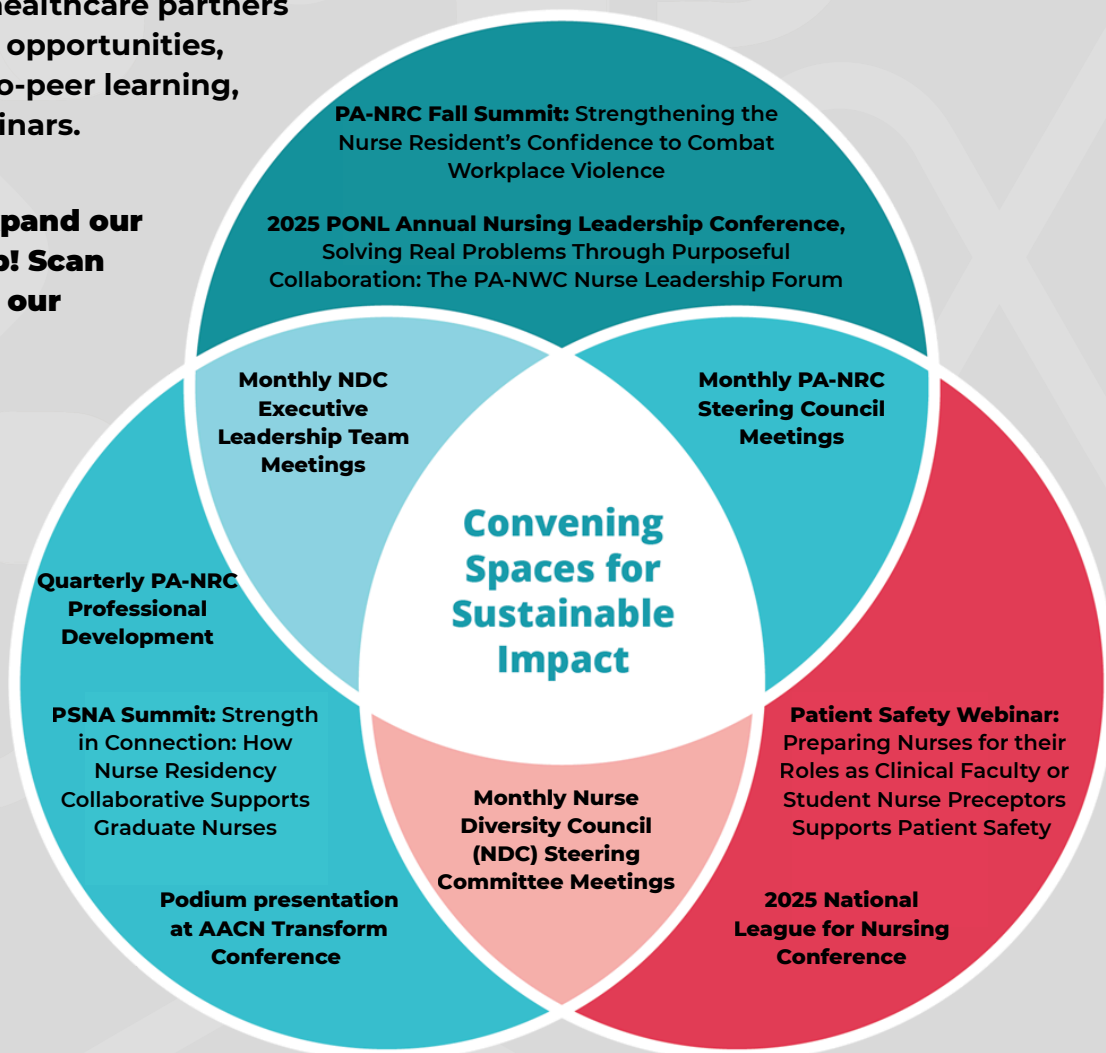 healthcare partners
opportunities,
o-peer learning,
inars.
pand our
! Scan
our
PA-NRC Fall Summit: Strengthening the
Nurse Resident's Confidence to Combat
Workplace Violence
2025 PONL Annual Nursing Leadership Conference,
Solving Real Problems Through Purposeful
Collaboration: The PA-NWC Nurse Leadership Forum
Monthly NDC
Executive
Leadership Team
Meetings
Monthly PA-NRC
Steering Council
Meetings
Convening
Spaces for
Sustainable
Impact
Quarterly PA-NRC
Professional
Development
PSNA Summit: Strength
in Connection: How
Nurse Residency
Collaborative Supports
Graduate Nurses
Podium presentation
at AACN Transform
Conference
Monthly Nurse
Diversity Council
(NDC) Steering
Committee Meetings
Patient Safety Webinar:
Preparing Nurses for their
Roles as Clinical Faculty or
Student Nurse Preceptors
Supports Patient Safety
2025 National
League for Nursing
Conference